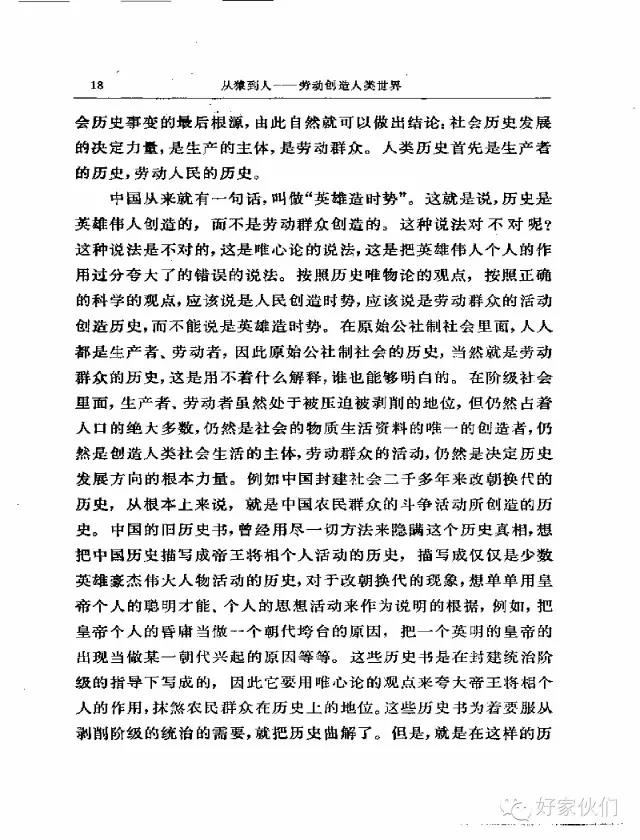 18 从猿到人——劳动创造人类世界
会历史事变的最后根源，由此自然就可以做出结论：社会历史发展
的决定力量，是生产的主体，是劳动群众。人类历史首先是生产者
的历史，劳动人民的历史。
中国从来就有一句话，叫做“英雄造时势”。这就是说，历史是
英雄伟人创造的，而不是劳动群众创造的。这种说法对不对呢？
这种说法是不对的，这是唯心论的说法，这是把英雄伟人个人的作
用过分夸大了的错误的说法。按照历史唯物论的观点，按照正确
的科学的观点，应该说是人民创造时势，应该说是劳动群众的活动
创造历史，而不能说是英雄造时势。在原始公社制社会里面，人人
都是生产者、劳动者，因此原始公社制社会的历史，当然就是劳动
群众的历史，这是用不着什么解释，谁也能够明白的。在阶级社会
里面，生产者、劳动者虽然处于被压迫被剥削的地位，但仍然占着
人口的绝大多数，仍然是社会的物质生活资料的唯一的创造者，仍
然是创造人类社会生活的主体，劳动群众的活动，仍然是决定历史
发展方向的根本力量。例如中国封建社会二千多年来改朝换代的
历史，从根本上来说，就是中国农民群众的斗争活动所创造的历
史。中国的旧历史书，曾经用尽一切方法来隐瞒这个历史真相，想
把中国历史描写成帝王将相个人活动的历史，描写成仅仅是少数
英雄豪杰伟大人物活动的历史，对于改朝换代的现象，想单单用皇
帝个人的聪明才能、个人的思想活动来作为说明的根据，例如，把
皇帝个人的昏庸当做一个朝代垮台的原因，把一个英明的皇帝的
出现当做某一朝代兴起的原因等等。这些历史书是在封建统治阶
级的指导下写成的，因此它要用唯心论的观点来夸大帝王将相个
人的作用，抹煞农民群众在历史上的地位。这些历史书为着要服从
剥削阶级的统治的需要，就把历史曲解了。但是，就是在这样的历
好家伙们